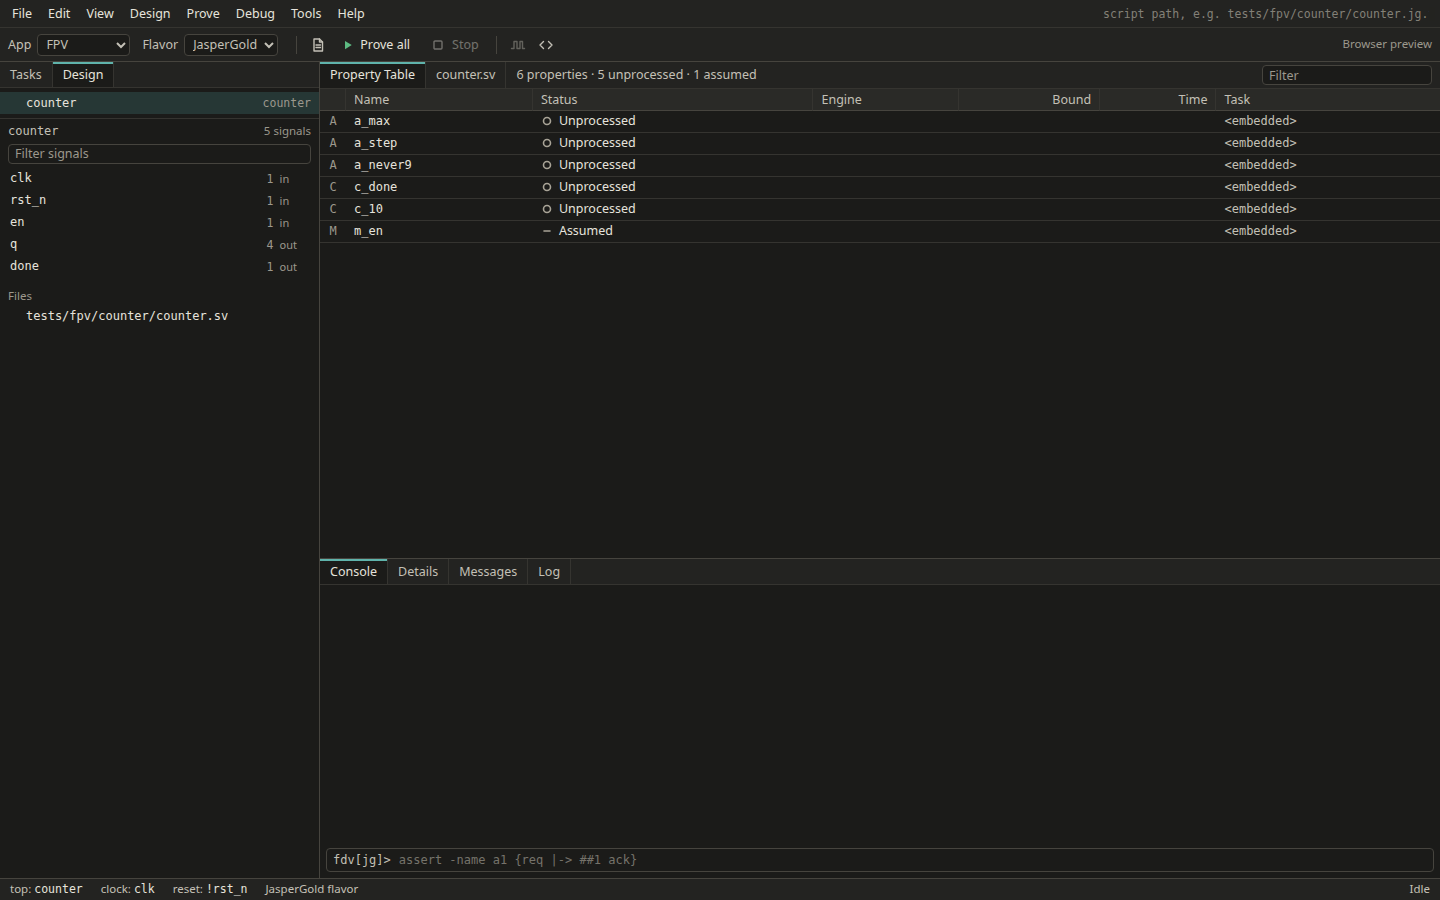 File Edit View Design Prove Debug Tools Help script path, e.g. tests/fpv/counter/counter.jg.
App FPV Flavor JasperGold Prove all Stop Browser preview
Tasks Design
counter counter
counter 5 signals
Filter signals
clk 1 in
rst_n 1 in
en 1 in
q 4 out
done 1 out
Files
tests/fpv/counter/counter.sv
Property Table counter.sv 6 properties · 5 unprocessed · 1 assumed Filter
Name Status Engine Bound Time Task
A a_max Unprocessed <embedded>
A a_step Unprocessed <embedded>
A a_never9 Unprocessed <embedded>
C c_done Unprocessed <embedded>
C c_10 Unprocessed <embedded>
M m_en Assumed <embedded>
Console Details Messages Log
fdv[jg]> assert -name a1 {req |-> ##1 ack}
top: counter clock: clk reset: !rst_n JasperGold flavor Idle